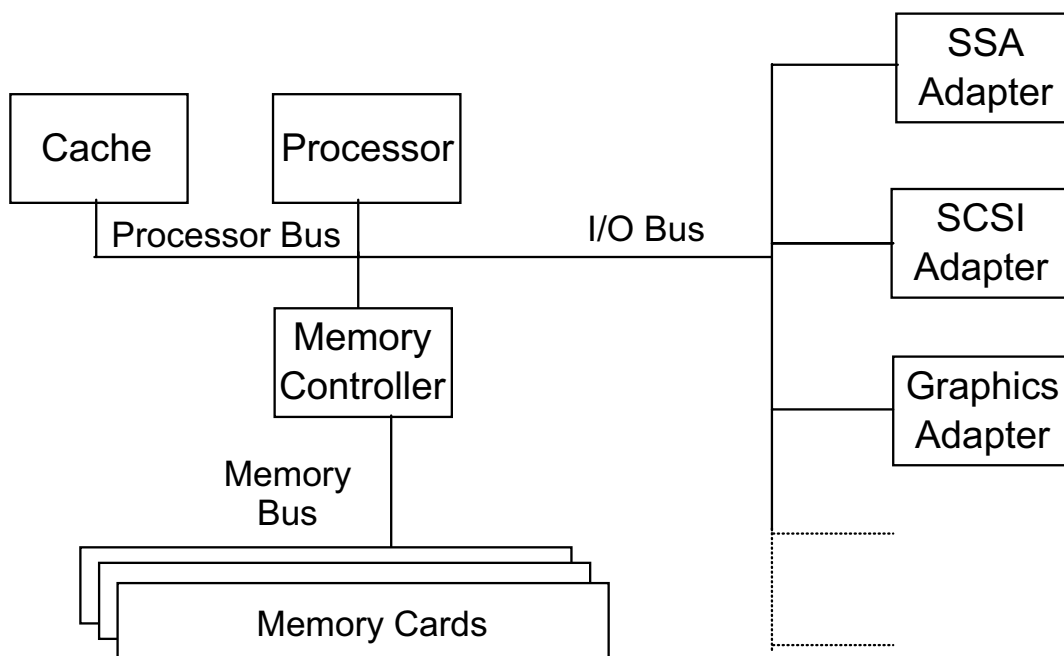 SSA
Adapter
Cache
Processor
Processor Bus
I/O Bus
SCSI
Adapter
Memory
Controller
Graphics
Adapter
Memory
Bus
Memory Cards